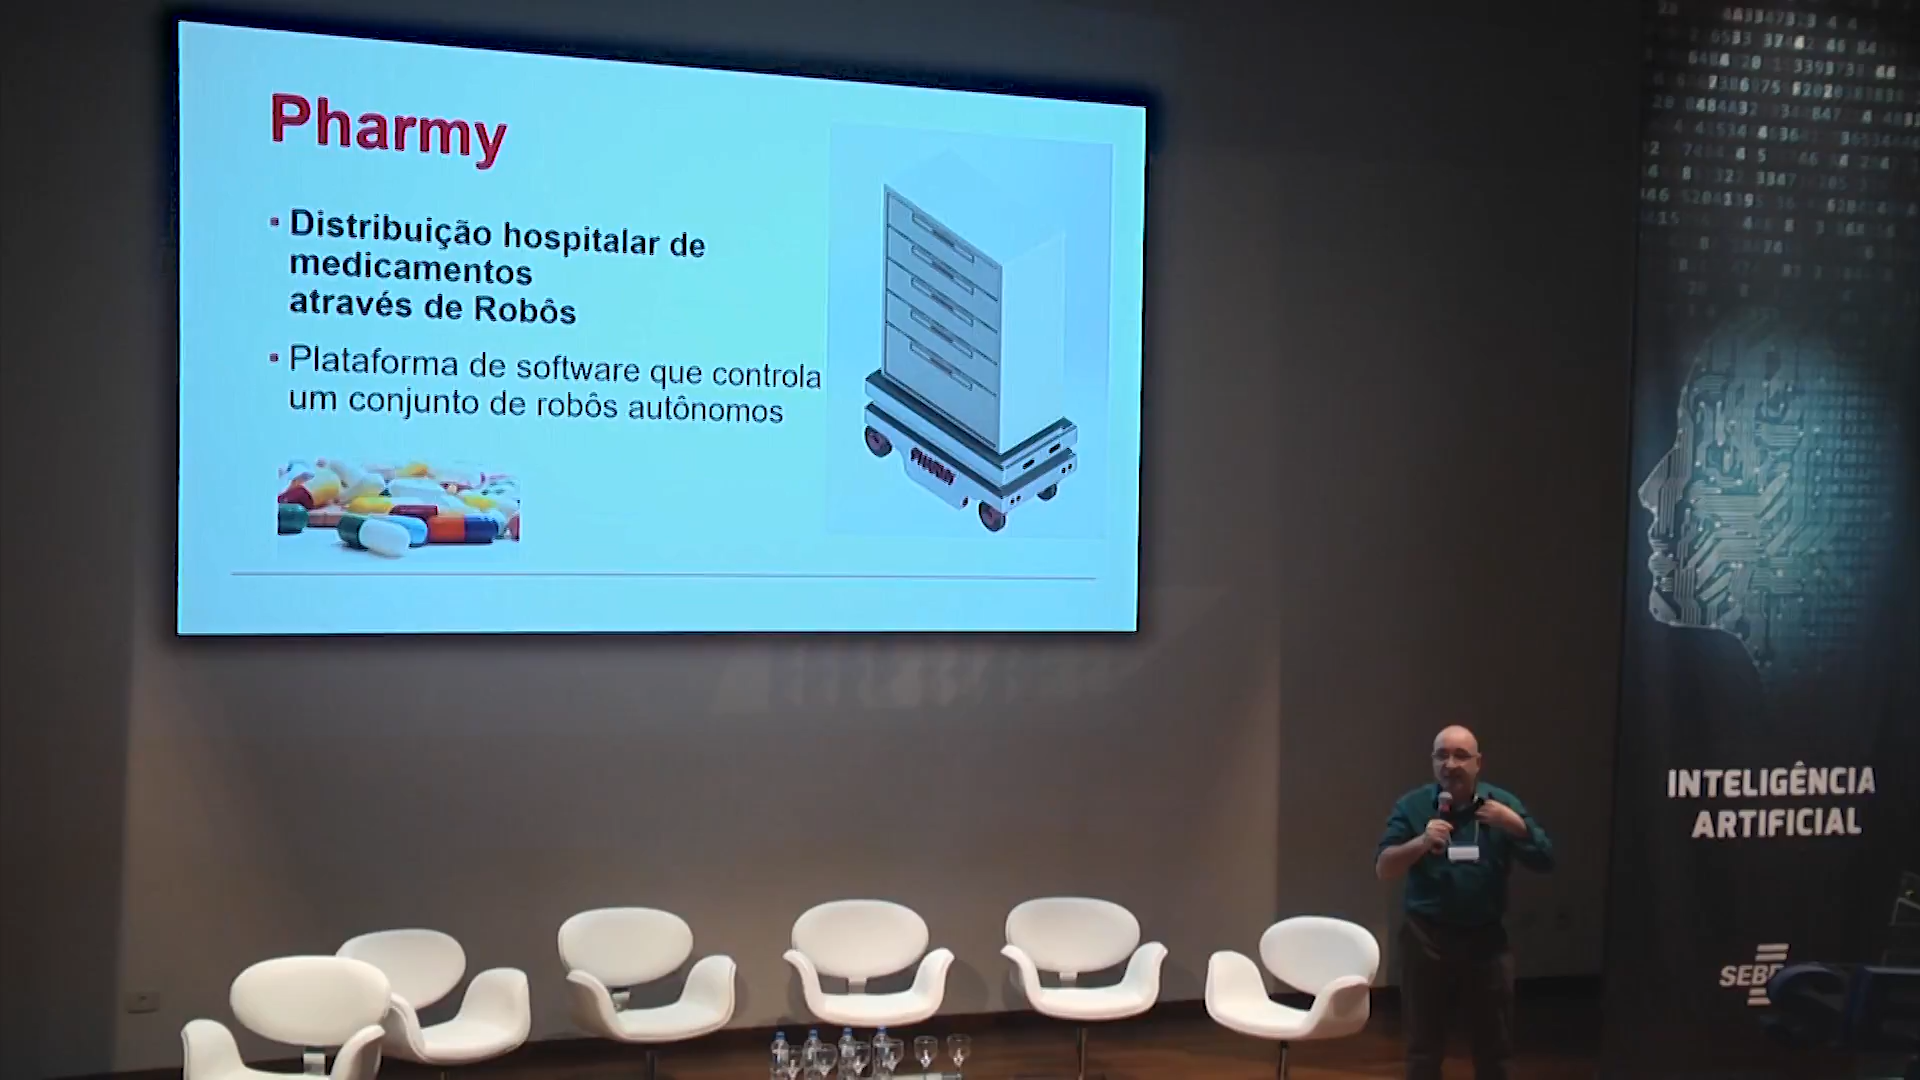 Pharmy
Distribuição hospitalar de
medicamentos
através de Robôs
Plataforma de software que controla
um conjunto de robôs autônomos
PHARMY
INTELIGÊNCIA
ARTIFICIAL